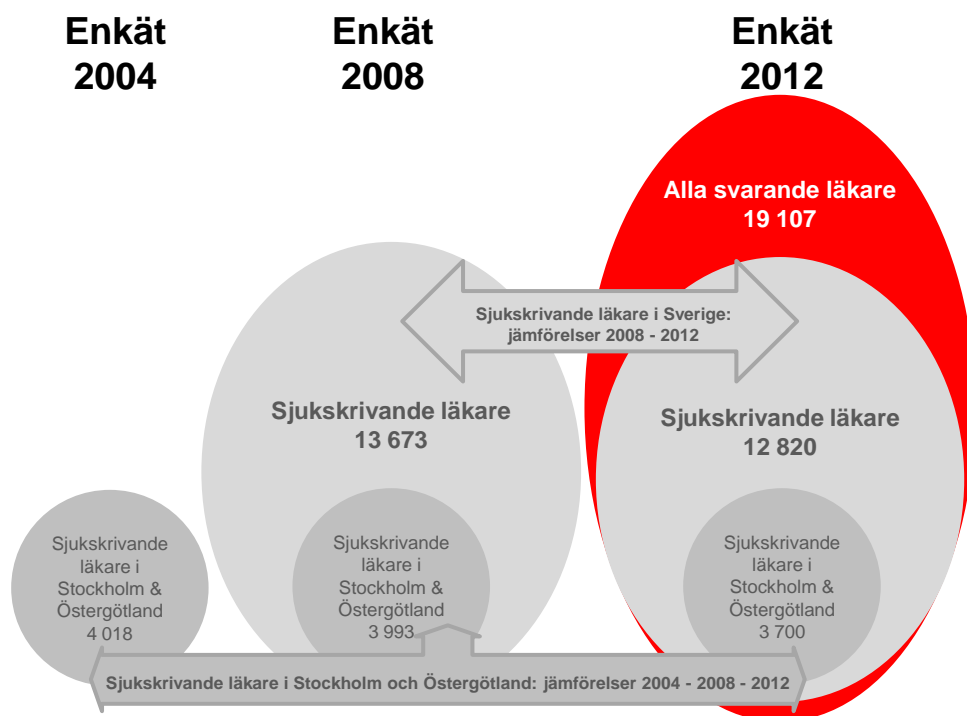 Enkät
2004
Enkät
2008
Enkät
2012
Alla svarande läkare
19 107
Sjukskrivande läkare i Sverige:
jämförelser 2008 - 2012
Sjukskrivande läkare
13 673
Sjukskrivande läkare
12 820
Sjukskrivande
läkare i
Stockholm &
Östergötland
4 018
Sjukskrivande
läkare i
Stockholm &
Östergötland
3 993
Sjukskrivande
läkare i
Stockholm &
Östergötland
3 700
Sjukskrivande läkare i Stockholm och Östergötland: jämförelser 2004 - 2008 - 2012